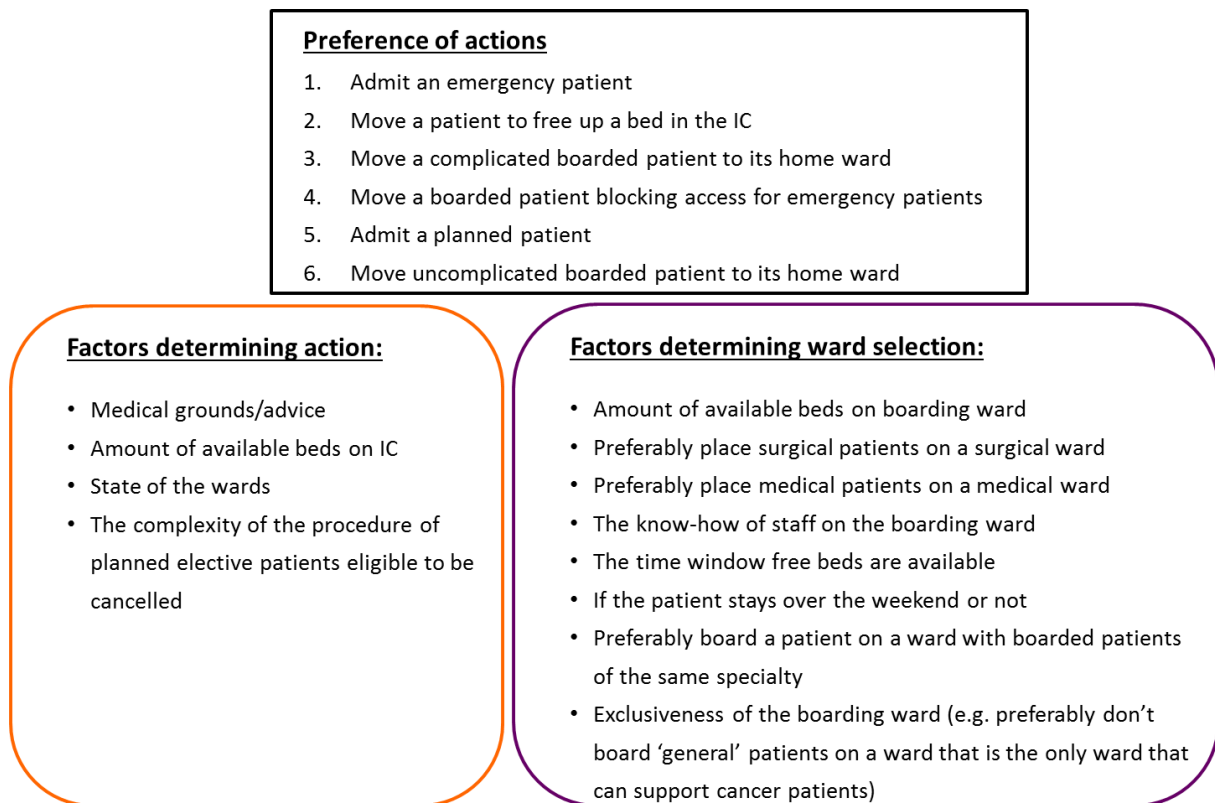 Preference of actions
1. Admit an emergency patient
2. Move a patient to free up a bed in the IC
3. Move a complicated boarded patient to its home ward
4. Move a boarded patient blocking access for emergency patients
5. Admit a planned patient
6. Move uncomplicated boarded patient to its home ward
Factors determining action:
• Medical grounds/advice
• Amount of available beds on IC
• State of the wards
• The complexity of the procedure of
planned elective patients eligible to be
cancelled
Factors determining ward selection:
• Amount of available beds on boarding ward
• Preferably place surgical patients on a surgical ward
• Preferably place medical patients on a medical ward
• The know-how of staff on the boarding ward
• The time window free beds are available
• If the patient stays over the weekend or not
• Preferably board a patient on a ward with boarded patients
of the same specialty
• Exclusiveness of the boarding ward (e.g. preferably don’t
board ‘general’ patients on a ward that is the only ward that
can support cancer patients)